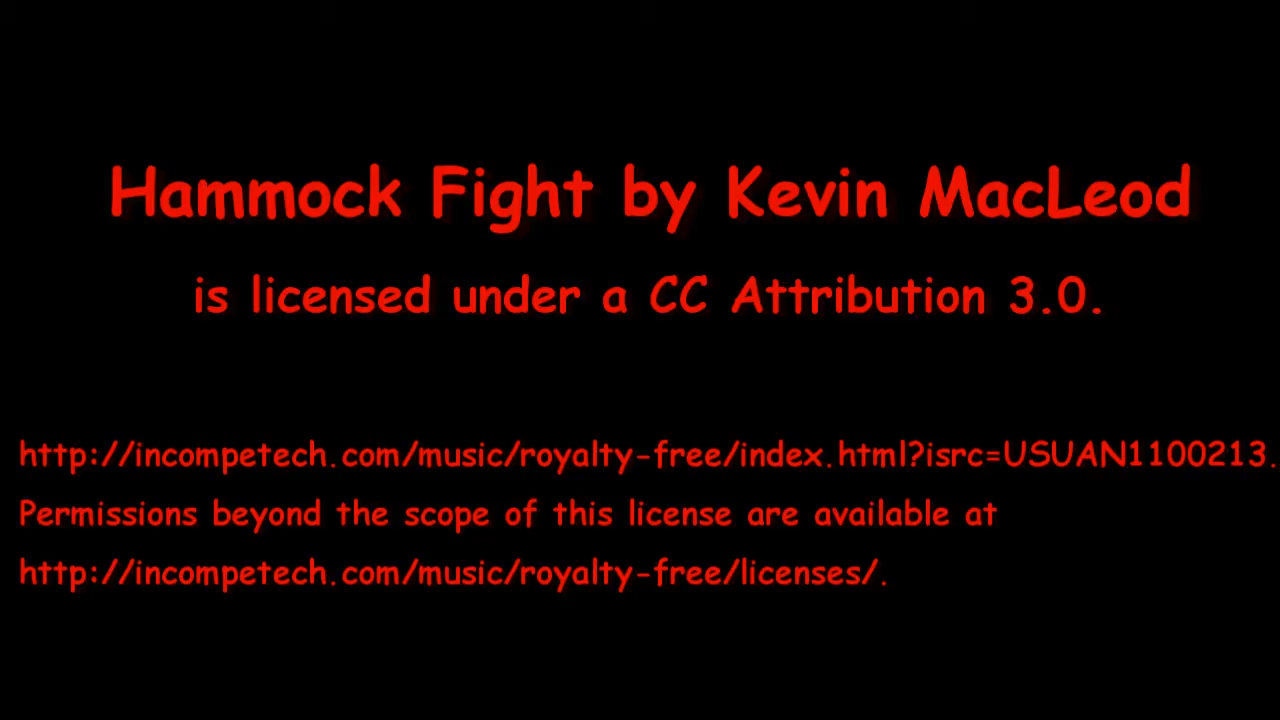 Hammock Fight by Kevin MacLeod
is licensed under a CC Attribution 3.0.
http://incompetech.com/music/royalty-free/index.html?isrc=USUAN1100213.
Permissions beyond the scope of this license are available at
http://incompetech.com/music/royalty-free/licenses/.